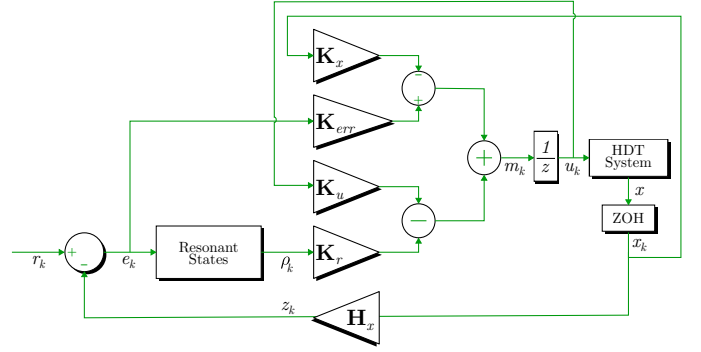 K_x
-
+
K_err
1
z
HDT
System
+
m_k
u_k
K_u
x
ZOH
−
x_k
r_k
+
-
e_k
Resonant
States
ρ_k
K_r
z_k
H_x